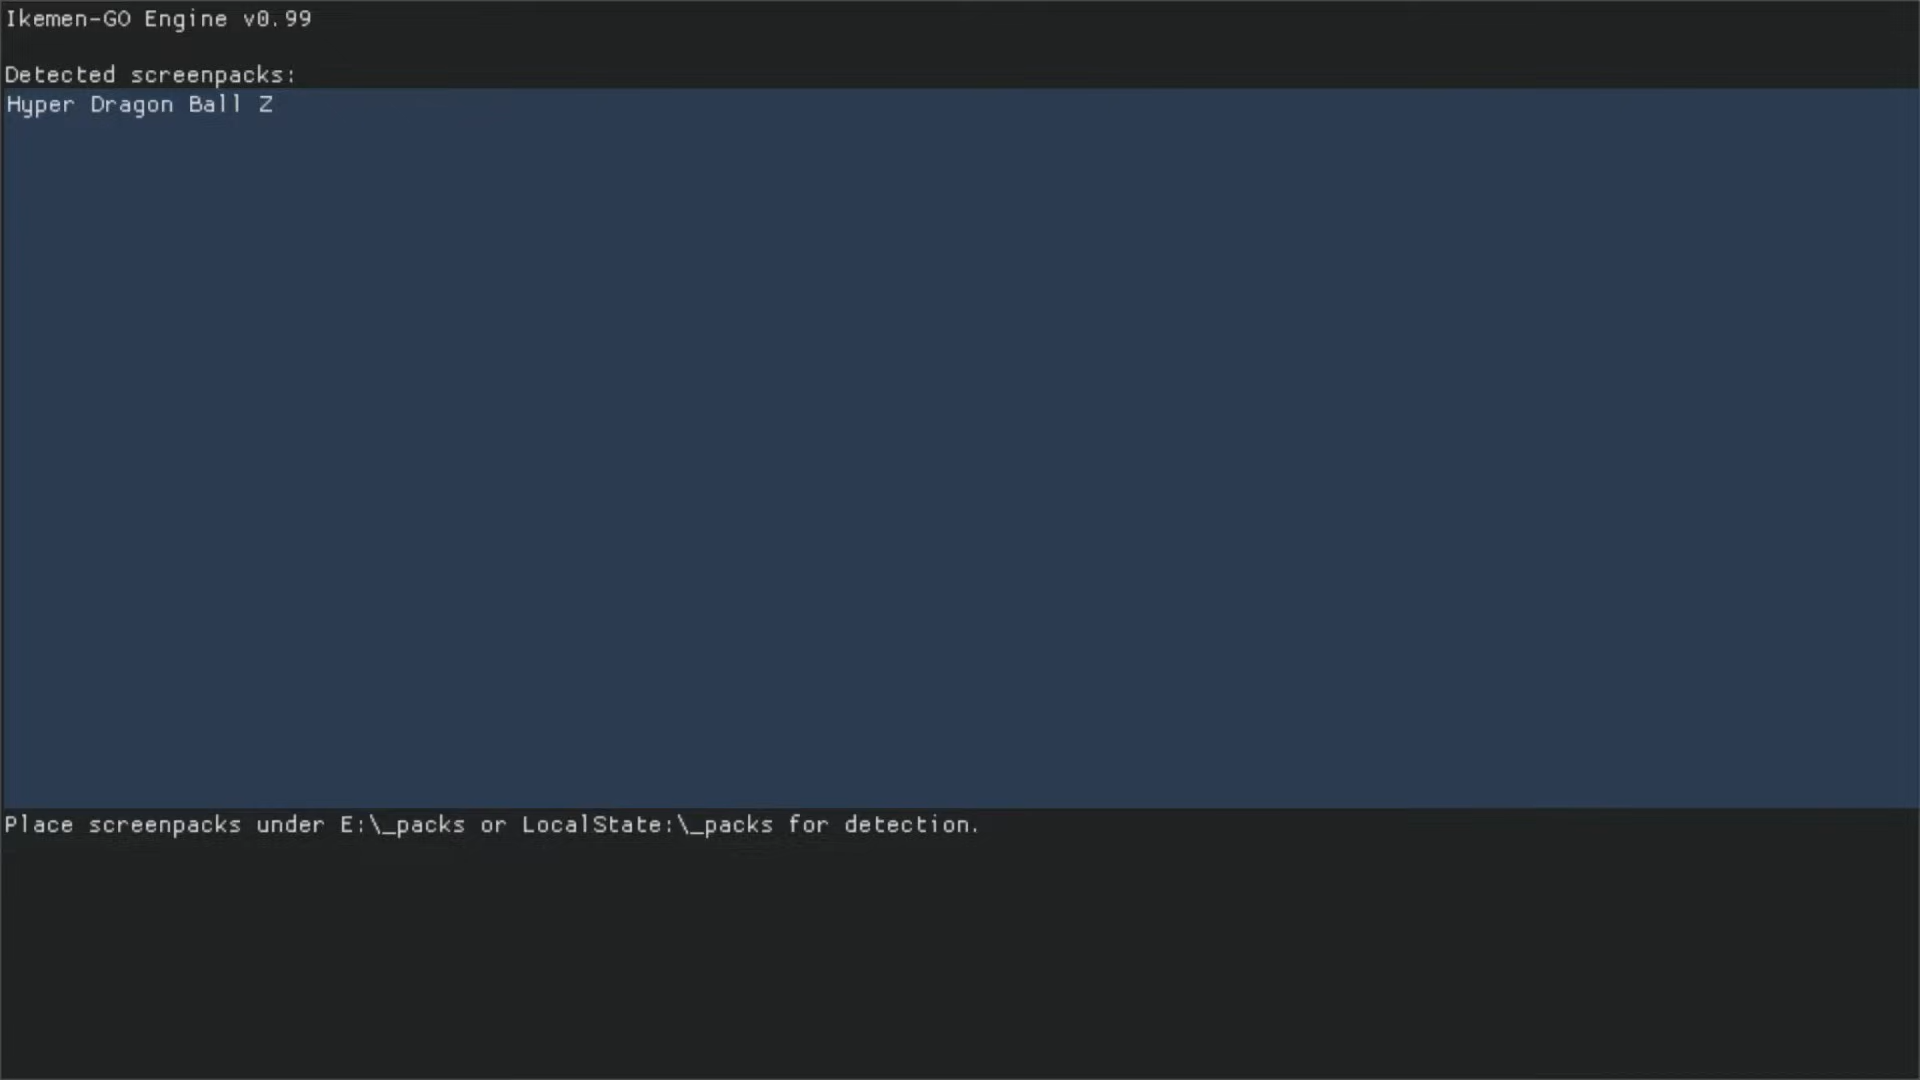 Ikemen-GO Engine v0.99
Detected screenpacks:
Hyper Dragon Ball Z
Place screenpacks under E:\_packs or LocalState:\_packs for detection.